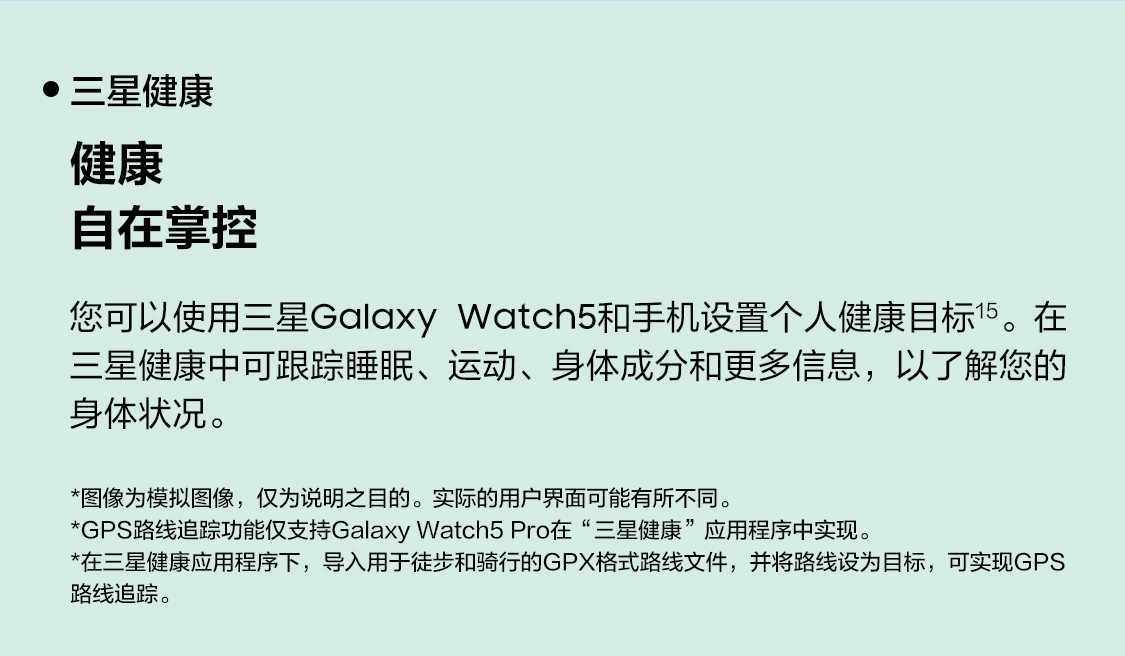 • 三星健康
健康
自在掌控
您可以使用三星Galaxy Watch5和手机设置个人健康目标15。在
三星健康中可跟踪睡眠、运动、身体成分和更多信息，以了解您的
身体状况。
*图像为模拟图像，仅为说明之目的。实际的用户界面可能有所不同。
*GPS路线追踪功能仅支持Galaxy Watch5 Pro在“三星健康”应用程序中实现。
*在三星健康应用程序下，导入用于徒步和骑行的GPX格式路线文件，并将路线设为目标，可实现GPS
路线追踪。